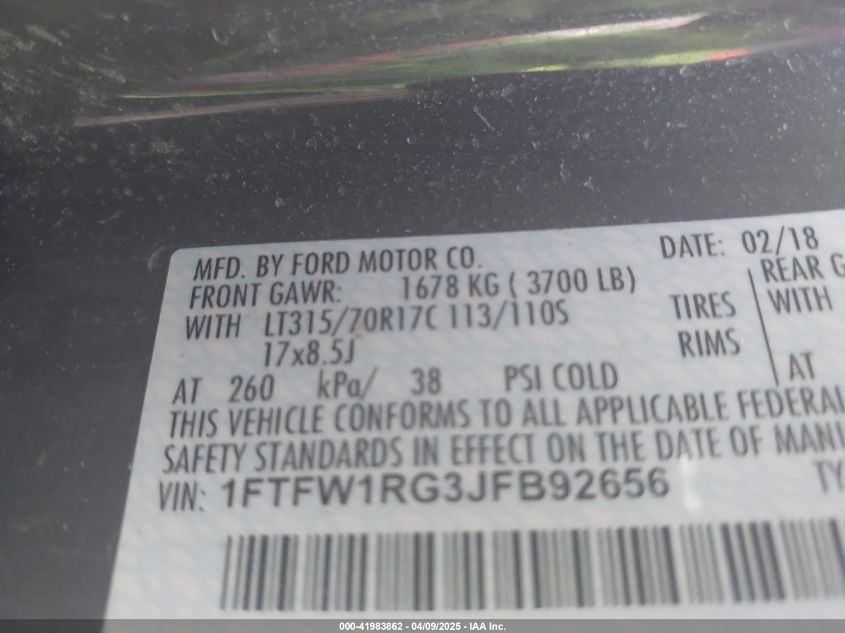 MFD. BY FORD MOTOR CO. DATE: 02/18
FRONT GAWR: 1678 KG ( 3700 LB) REAR G
WITH LT315/70R17C 113/110S TIRES WITH
17x8.5J RIMS
AT 260 kPa/ 38 PSI COLD AT
THIS VEHICLE CONFORMS TO ALL APPLICABLE FEDERAL
SAFETY STANDARDS IN EFFECT ON THE DATE OF MANU
VIN: 1FTFW1RG3JFB92656 TY
000-41983862 - 04/09/2025 - IAA Inc.